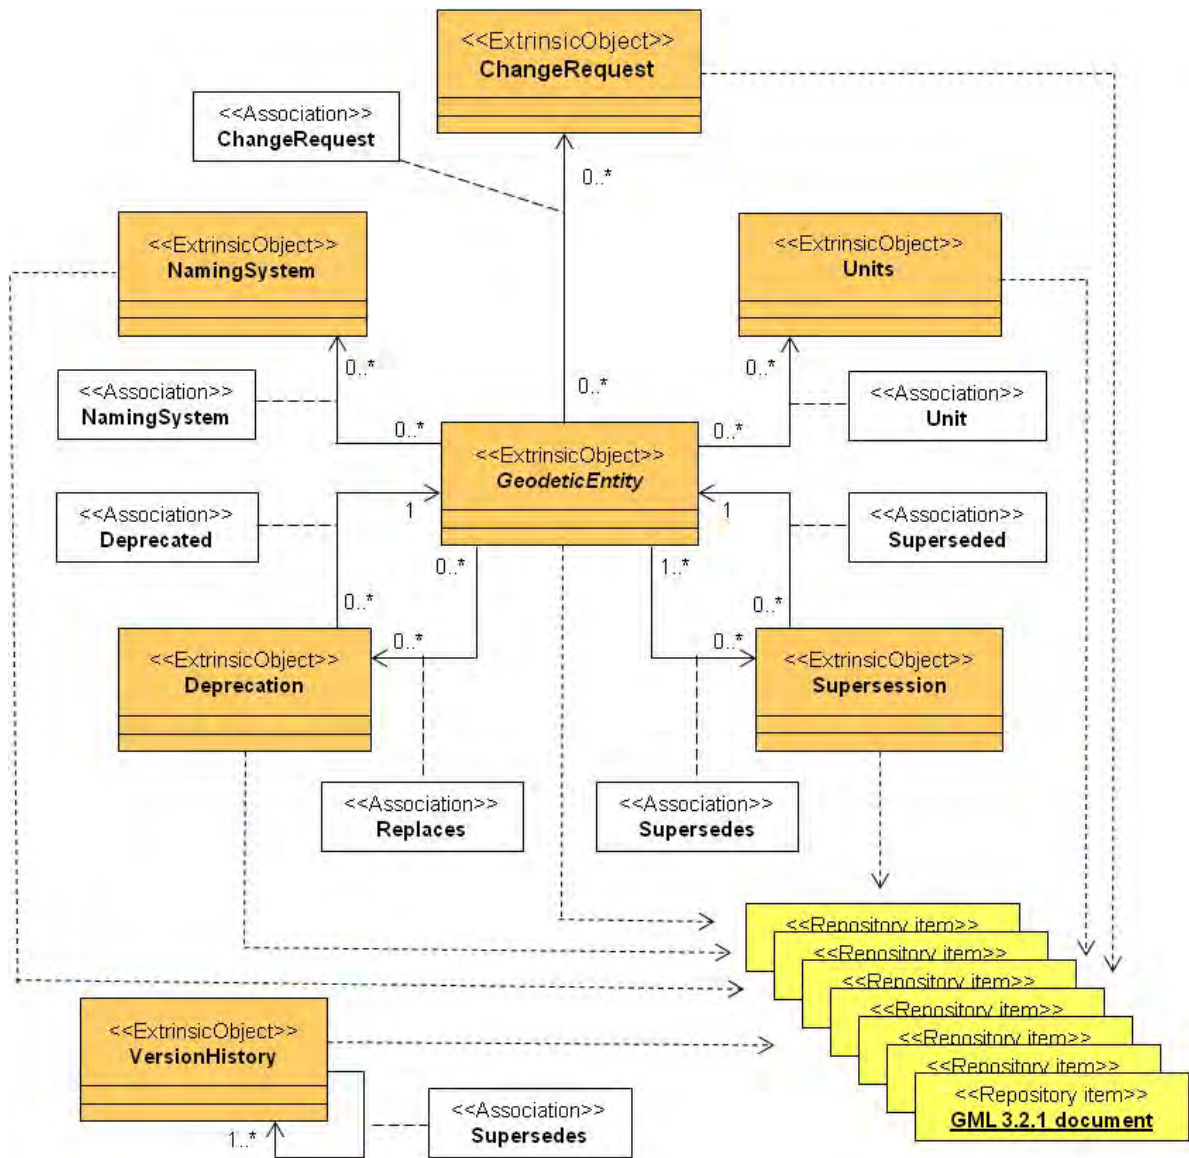 <<ExtrinsicObject>>
ChangeRequest
<<Association>>
ChangeRequest
0..*
<<ExtrinsicObject>>
NamingSystem
<<ExtrinsicObject>>
Units
0..*
0..*
<<Association>>
NamingSystem
0..*
<<Association>>
Unit
0..*
0..*
<<ExtrinsicObject>>
GeodeticEntity
<<Association>>
Deprecated
1
1
<<Association>>
Superseded
0..*
1..*
0..*
0..*
0..*
0..*
<<ExtrinsicObject>>
Deprecation
<<ExtrinsicObject>>
Supersession
<<Association>>
Replaces
<<Association>>
Supersedes
<<Repository item>>
<<Repository item>>
<<Repository item>>
<<Repository item>>
<<Repository item>>
<<Repository item>>
<<Repository item>>
GML 3.2.1 document
<<ExtrinsicObject>>
VersionHistory
1..*
<<Association>>
Supersedes